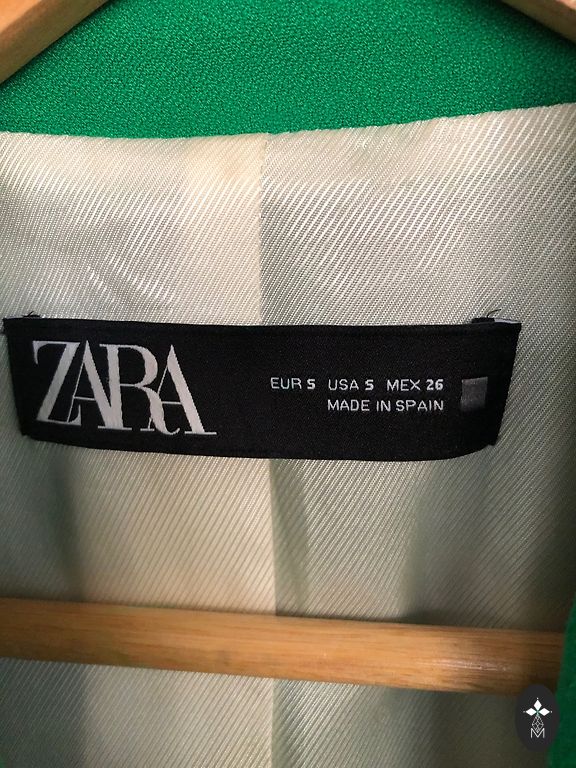 ZARA
EUR S USA S MEX 26
MADE IN SPAIN
M